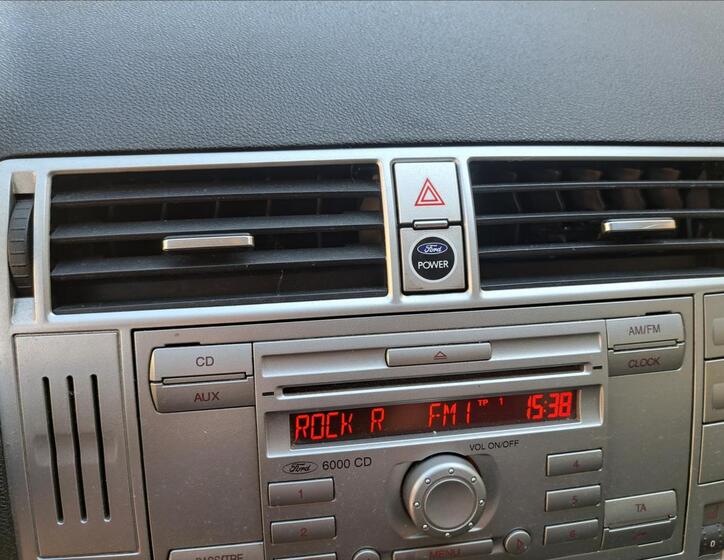 Ford
POWER
CD
AUX
AM/FM
CLOCK
ROCK R FM1 TP 1 15:38
Ford 6000 CD
VOL ON/OFF
1
2
4
5
6
TA
MENU